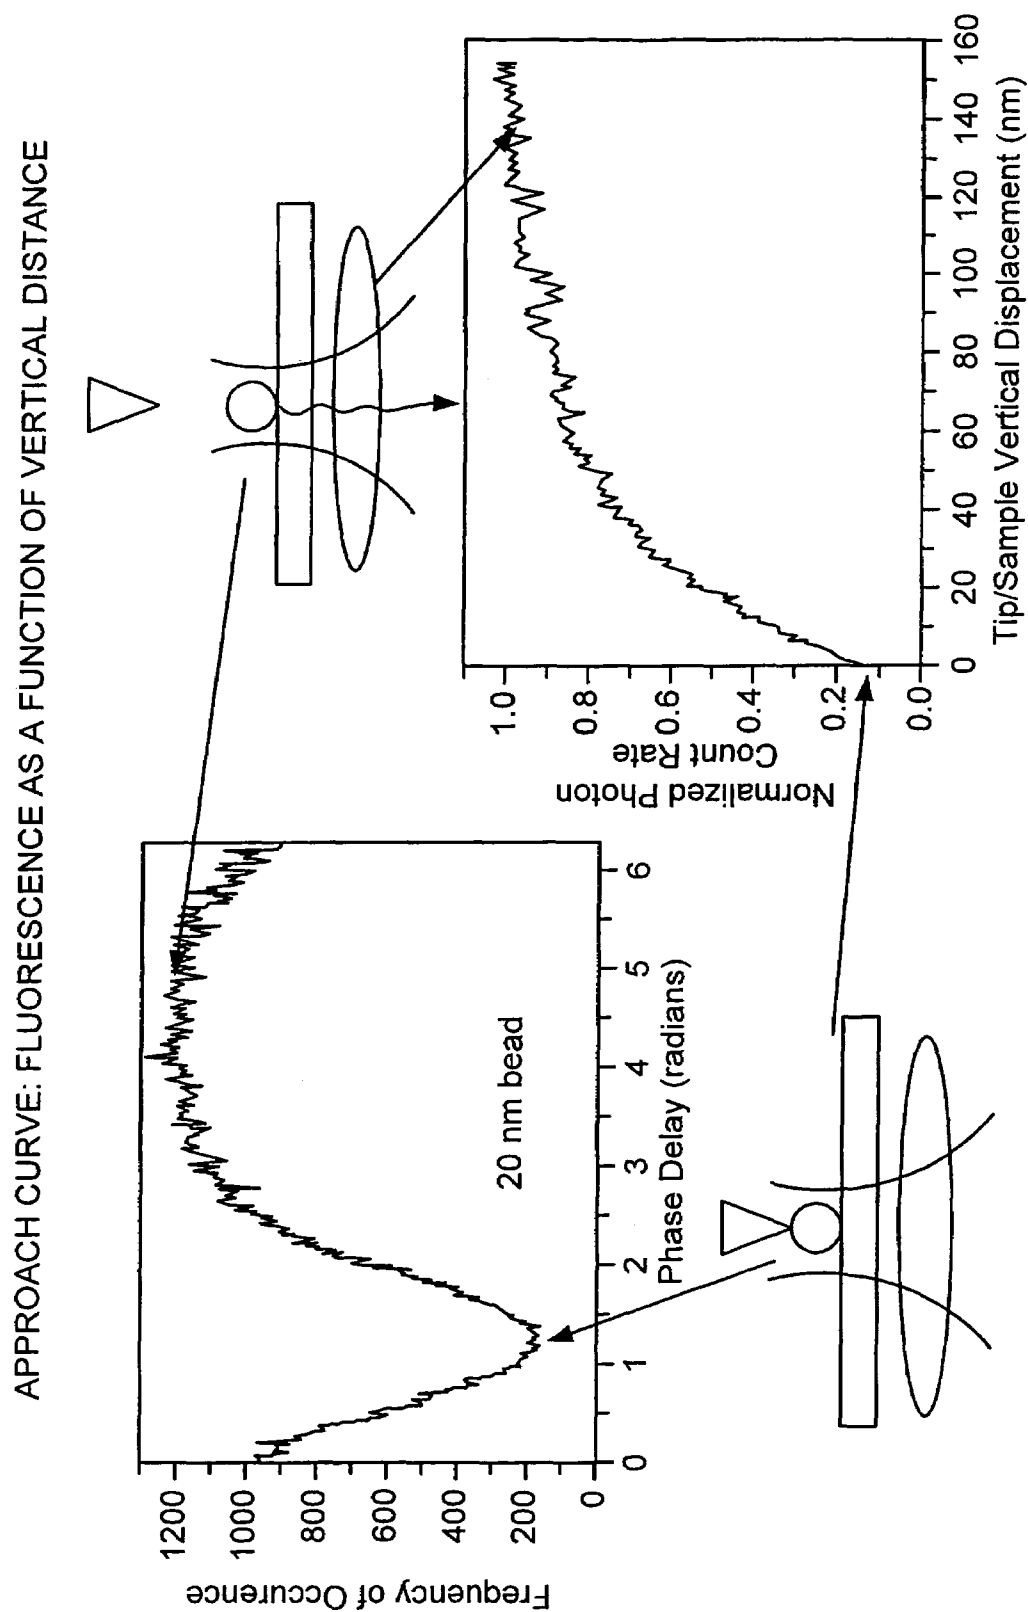 APPROACH CURVE: FLUORESCENCE AS A FUNCTION OF VERTICAL DISTANCE
Frequency of Occurence
1200
1000
800
600
400
200
0
0 1 2 3 4 5 6
20 nm bead
Phase Delay (radians)
Normalized Photon
Count Rate
1.0
0.8
0.6
0.4
0.2
0.0
0 20 40 60 80 100 120 140 160
Tip/Sample Vertical Displacement (nm)